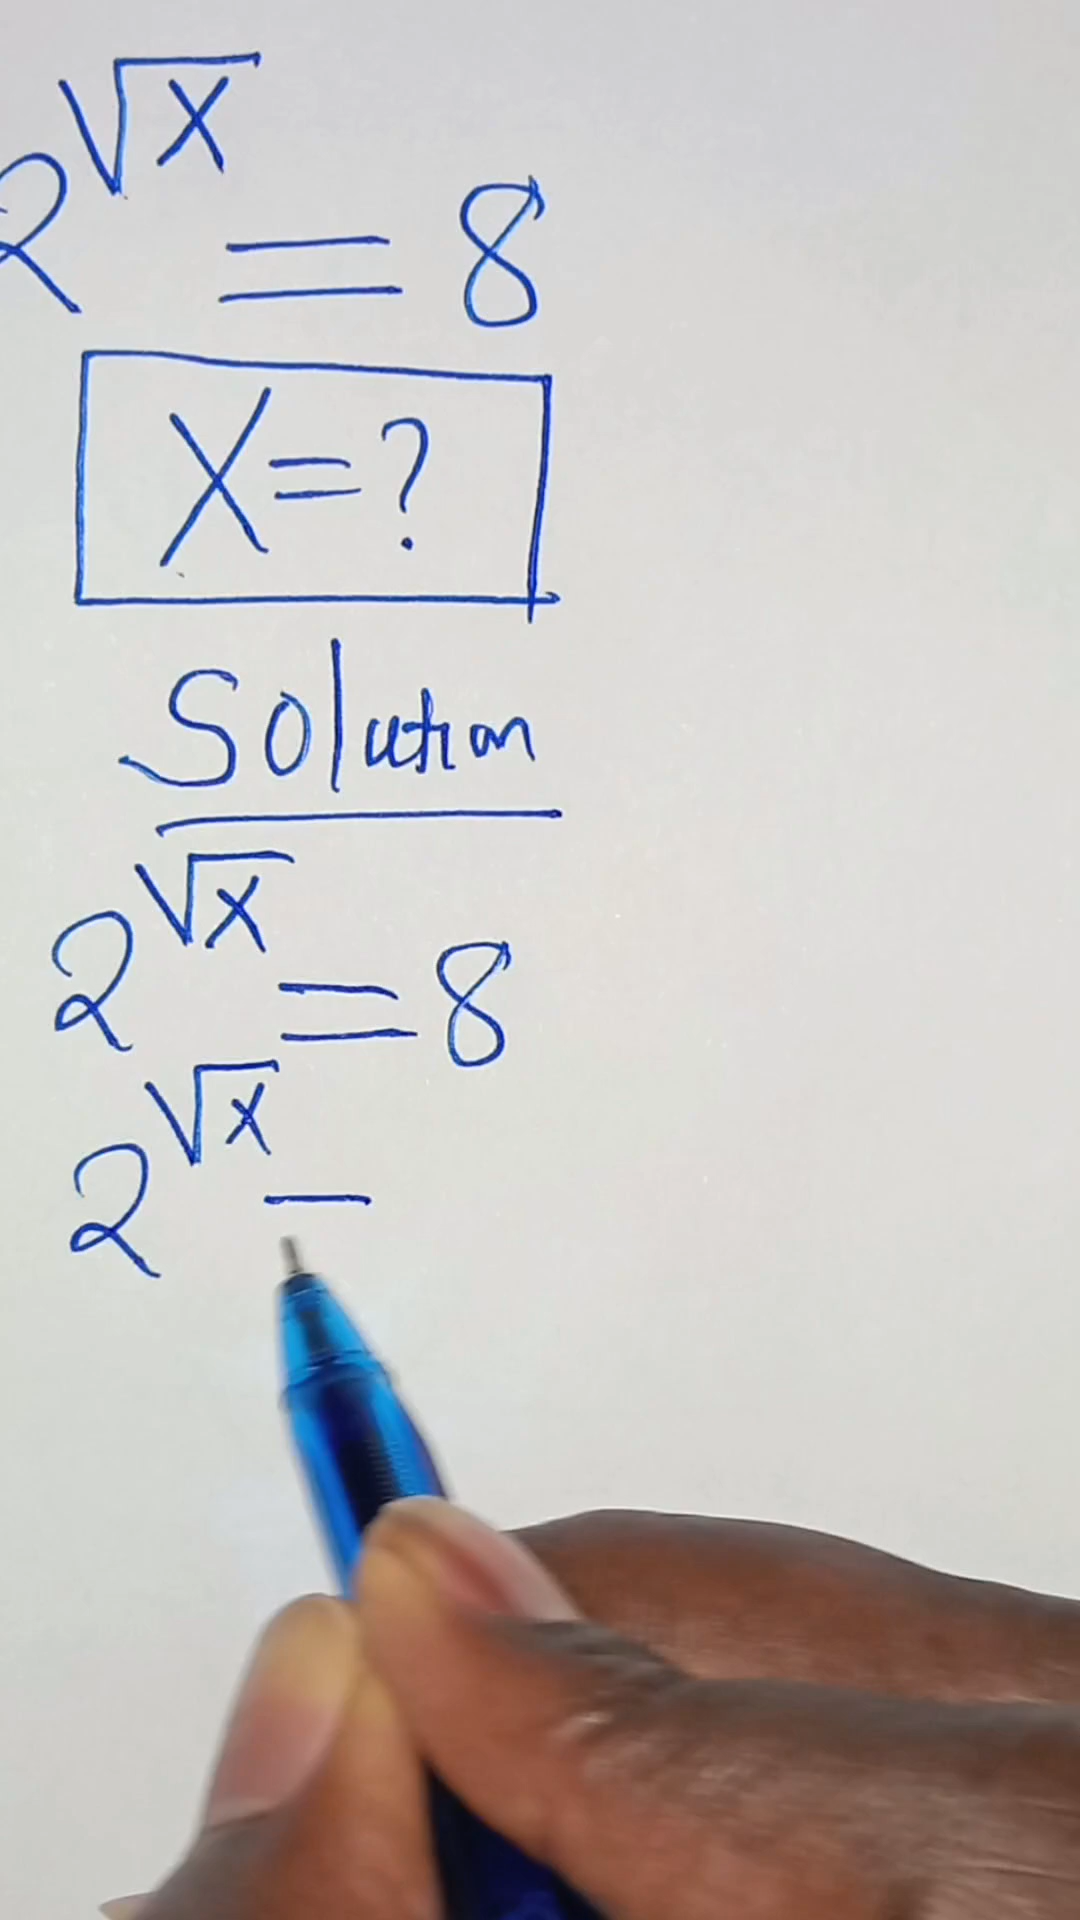 2^√x = 8
X = ?
Solution
2^√x = 8
2^√x –